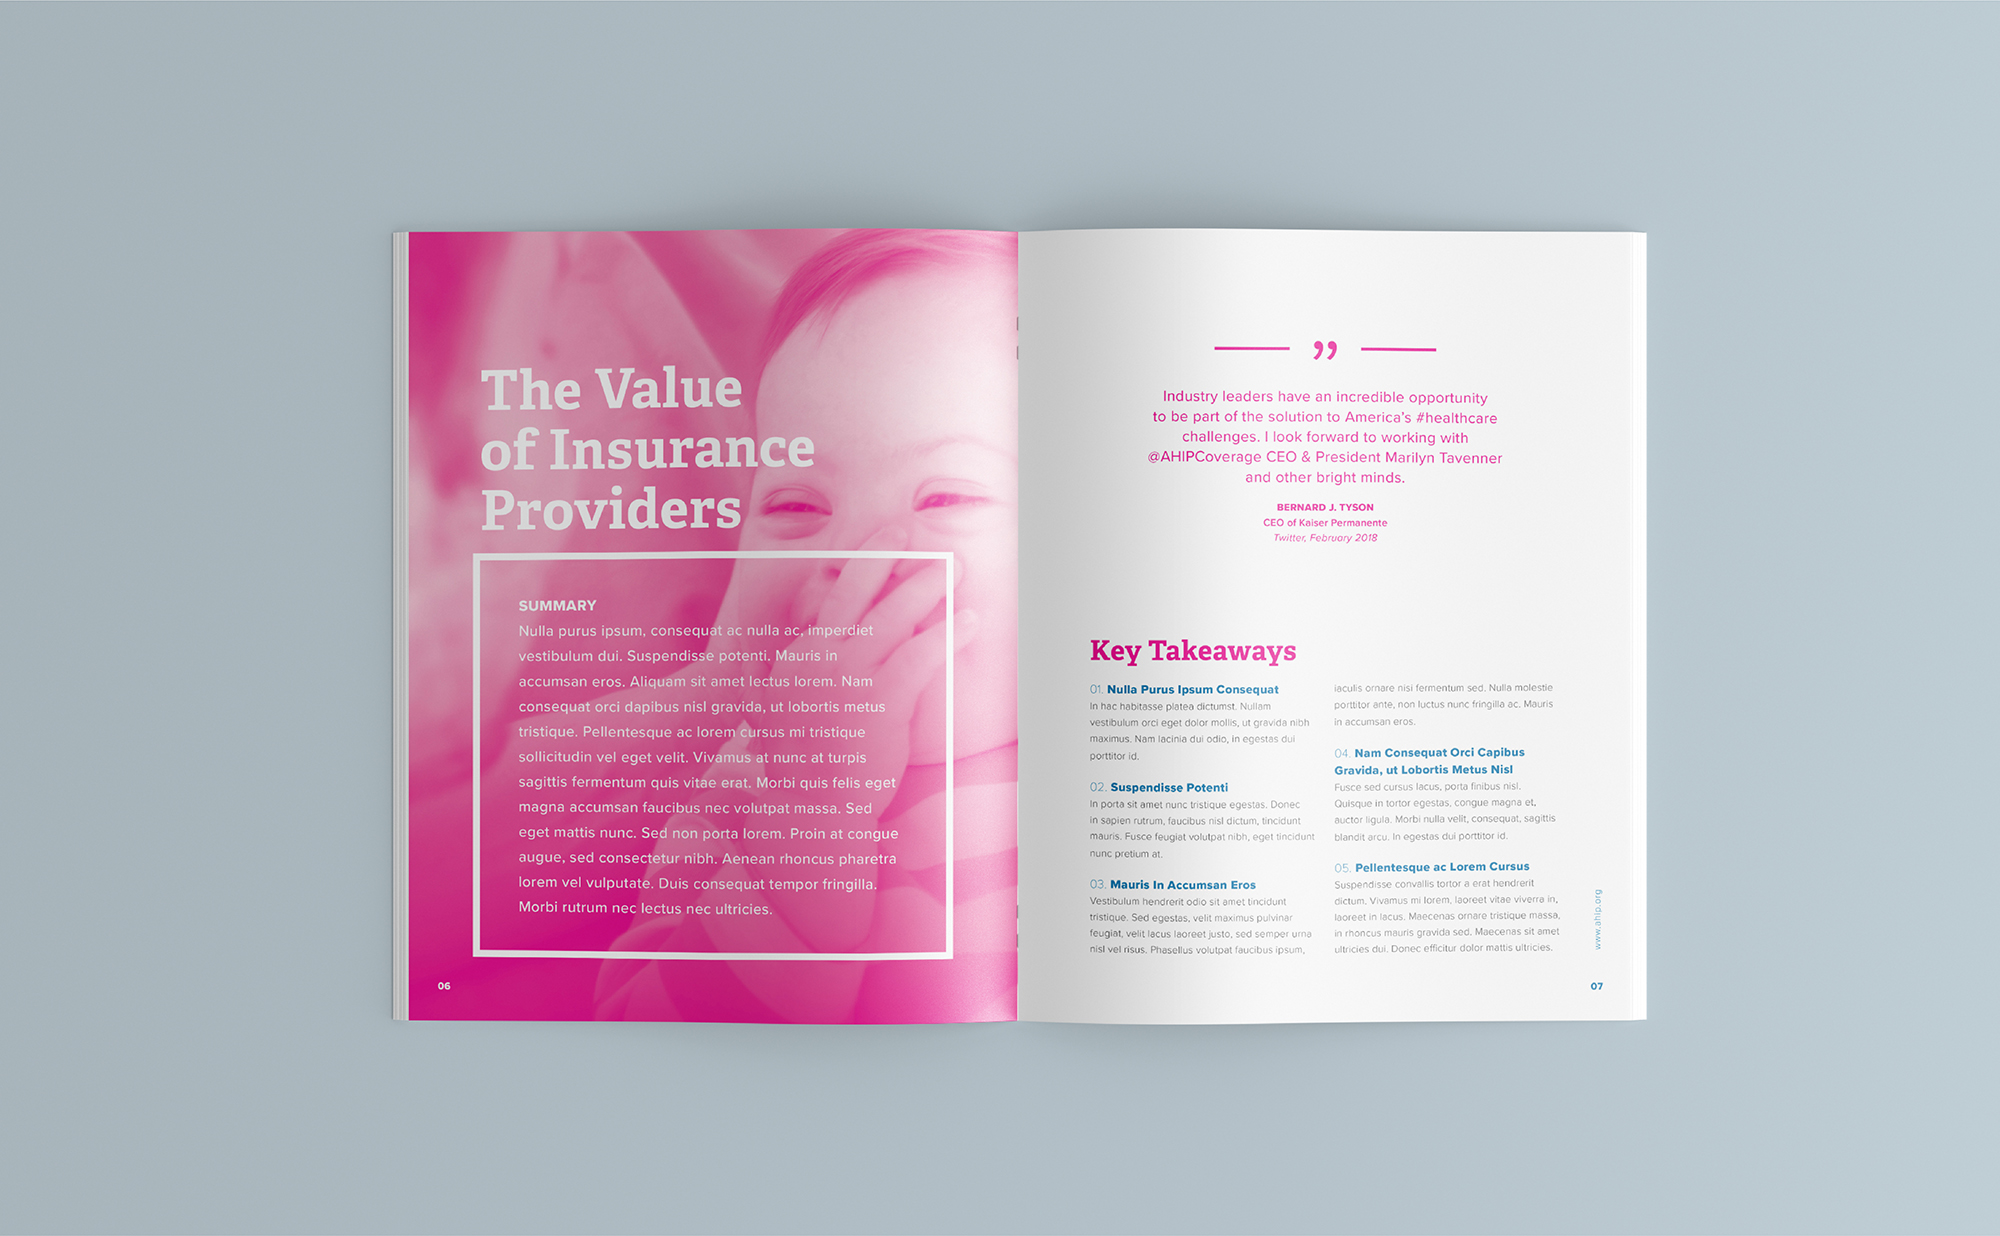 The Value
of Insurance
Providers
SUMMARY
Nulla purus ipsum, consequat ac nulla ac, imperdiet
vestibulum dui. Suspendisse potenti. Mauris in
accumsan eros. Aliquam sit amet lectus lorem. Nam
consequat orci dapibus nisl gravida, ut lobortis metus
tristique. Pellentesque ac lorem cursus mi tristique
sollicitudin vel eget velit. Vivamus at nunc at turpis
sagittis fermentum quis vitae erat. Morbi quis felis eget
magna accumsan faucibus nec volutpat massa. Sed
eget mattis nunc. Sed non porta lorem. Proin at congue
augue, sed consectetur nibh. Aenean rhoncus pharetra
lorem vel vulputate. Duis consequat tempor fringilla.
Morbi rutrum nec lectus nec ultricies.
06
”
Industry leaders have an incredible opportunity
to be part of the solution to America’s #healthcare
challenges. I look forward to working with
@AHIPCoverage CEO & President Marilyn Tavenner
and other bright minds.
BERNARD J. TYSON
CEO of Kaiser Permanente
Twitter, February 2018
Key Takeaways
01. Nulla Purus Ipsum Consequat
In hac habitasse platea dictumst. Nullam
vestibulum orci eget dolor mollis, ut gravida nibh
maximus. Nam lacinia dui odio, in egestas dui
porttitor id.
02. Suspendisse Potenti
In porta sit amet nunc tristique egestas. Donec
in sapien rutrum, faucibus nisl dictum, tincidunt
mauris. Fusce feugiat volutpat nibh, eget tincidunt
nunc pretium at.
03. Mauris In Accumsan Eros
Vestibulum hendrerit odio sit amet tincidunt
tristique. Sed egestas, velit maximus pulvinar
feugiat, velit lacus laoreet justo, sed semper urna
nisl vel risus. Phasellus volutpat faucibus ipsum,
iaculis ornare nisi fermentum sed. Nulla molestie
porttitor ante, non luctus nunc fringilla ac. Mauris
in accumsan eros.
04. Nam Consequat Orci Capibus
Gravida, ut Lobortis Metus Nisl
Fusce sed cursus lacus, porta finibus nisl.
Quisque in tortor egestas, congue magna et,
auctor ligula. Morbi nulla velit, consequat, sagittis
blandit arcu. In egestas dui porttitor id.
05. Pellentesque ac Lorem Cursus
Suspendisse convallis tortor a erat hendrerit
dictum. Vivamus mi lorem, laoreet vitae viverra in,
laoreet in lacus. Maecenas ornare tristique massa,
in rhoncus mauris gravida sed. Maecenas sit amet
ultricies dui. Donec efficitur dolor mattis ultricies.
www.ahip.org
07